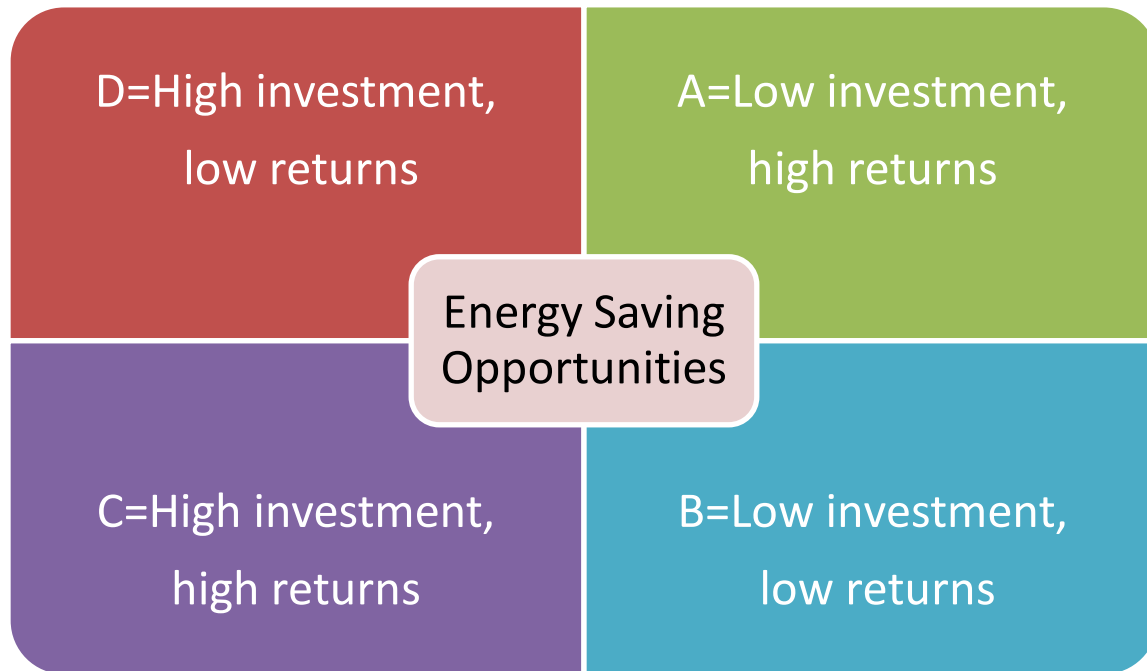 D=High investment,
low returns
A=Low investment,
high returns
Energy Saving
Opportunities
C=High investment,
high returns
B=Low investment,
low returns